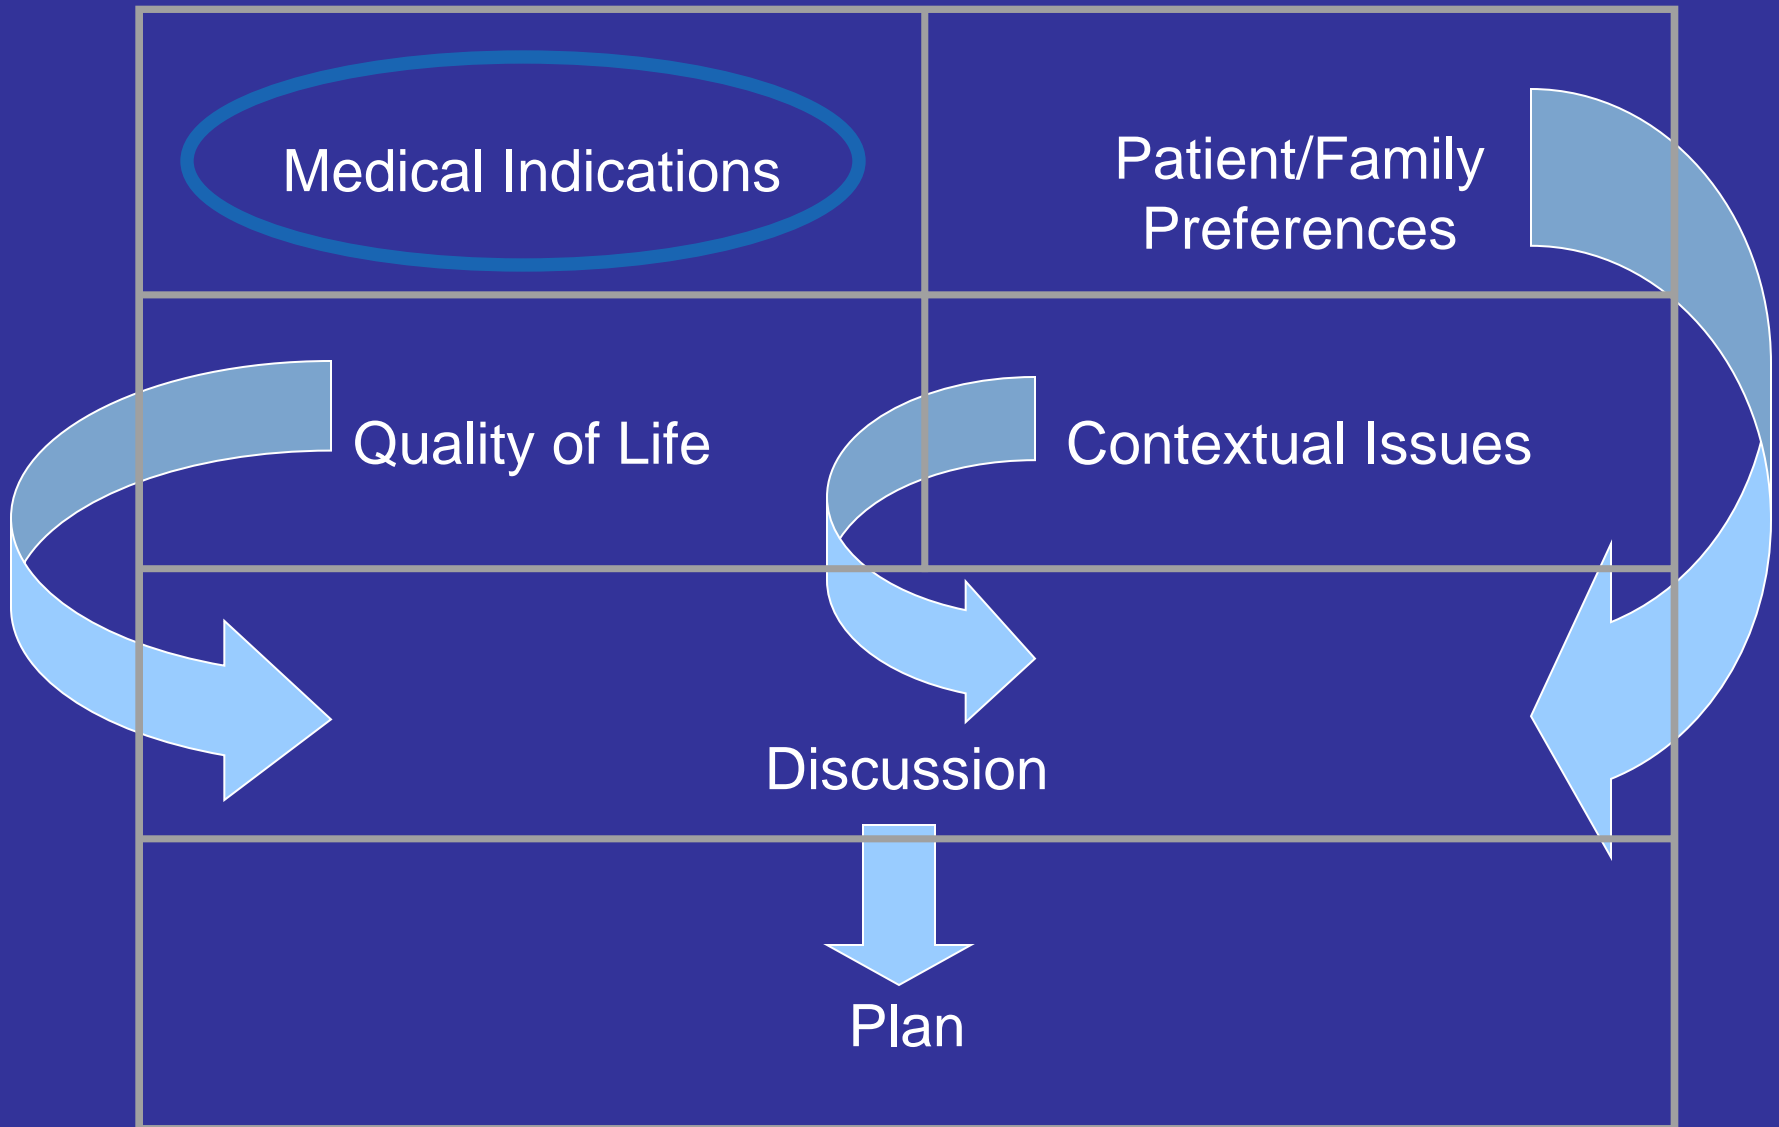 Medical Indications
Patient/Family
Preferences
Quality of Life
Contextual Issues
Discussion
Plan